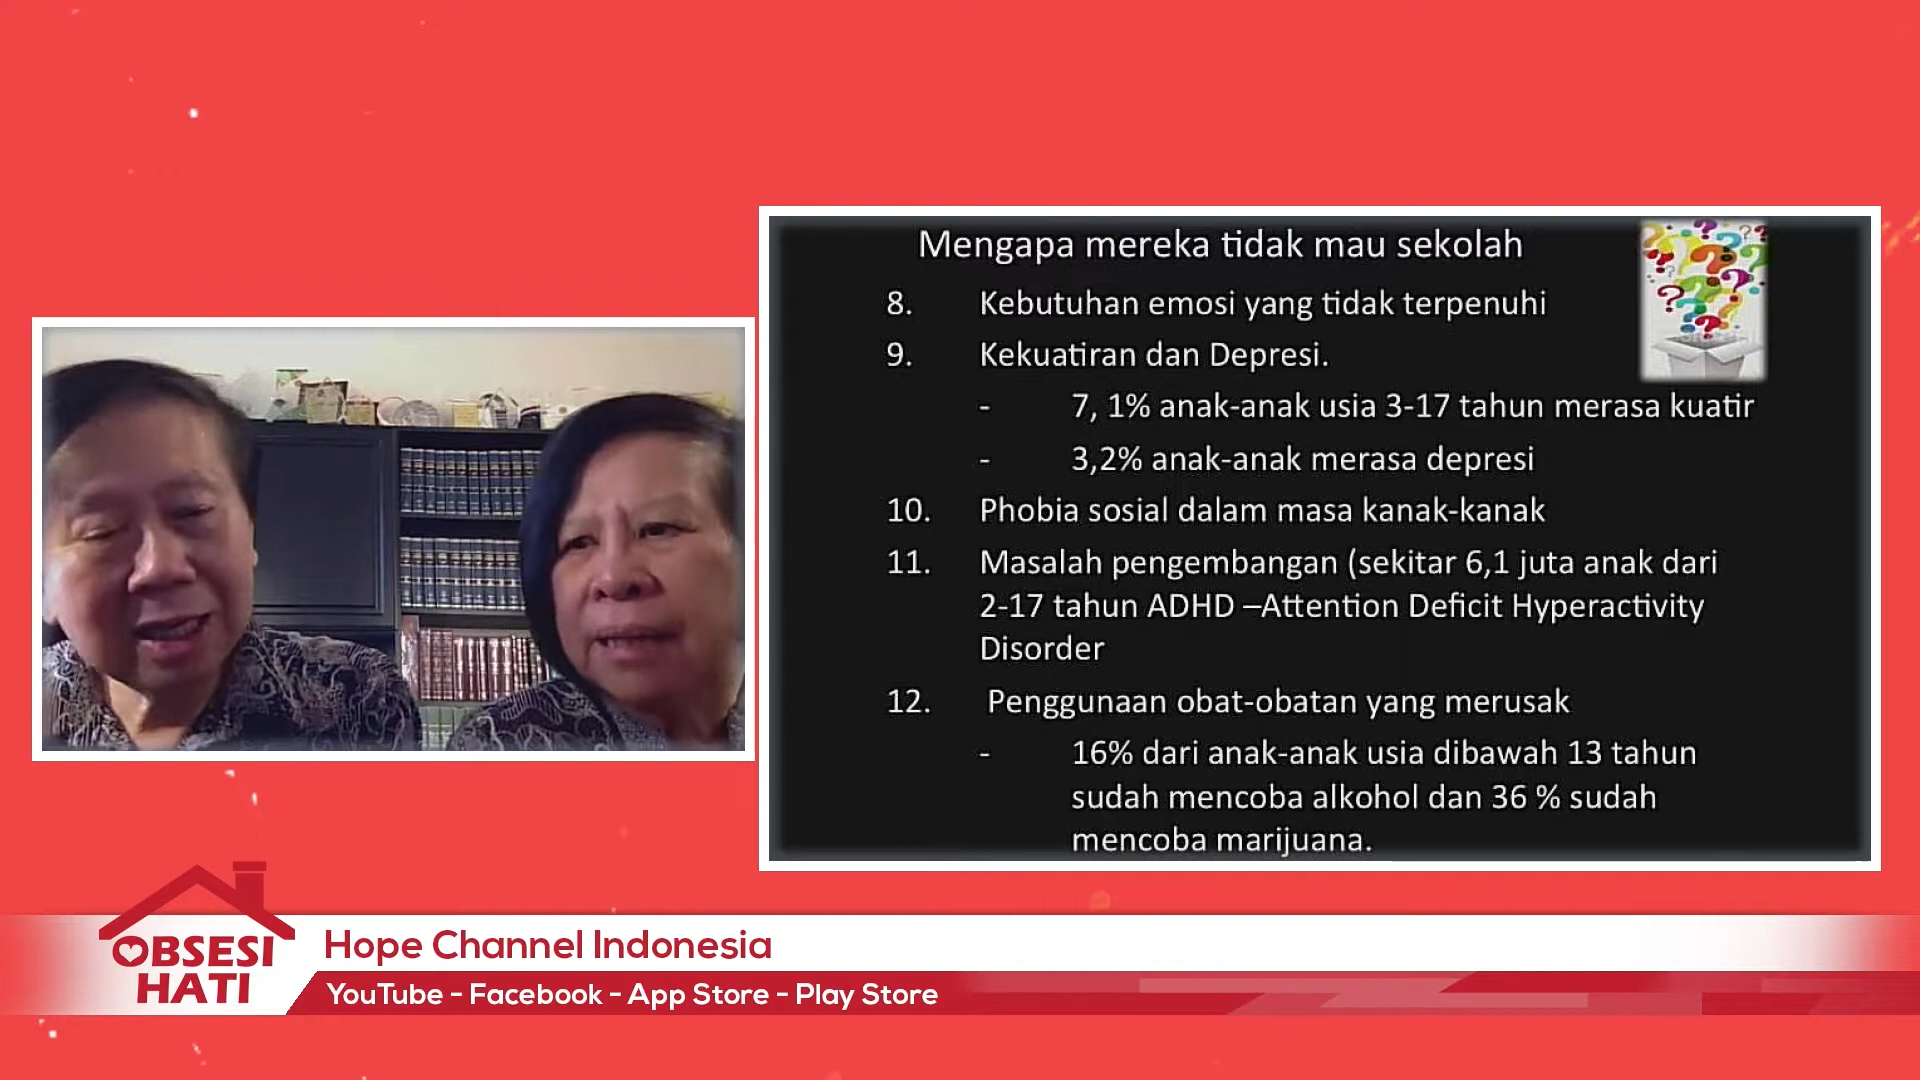 Mengapa mereka tidak mau sekolah
8. Kebutuhan emosi yang tidak terpenuhi
9. Kekuatiran dan Depresi.
- 7, 1% anak-anak usia 3-17 tahun merasa kuatir
- 3,2% anak-anak merasa depresi
10. Phobia sosial dalam masa kanak-kanak
11. Masalah pengembangan (sekitar 6,1 juta anak dari
2-17 tahun ADHD –Attention Deficit Hyperactivity
Disorder
12. Penggunaan obat-obatan yang merusak
- 16% dari anak-anak usia dibawah 13 tahun
sudah mencoba alkohol dan 36 % sudah
mencoba marijuana.
OBSESI
HATI
Hope Channel Indonesia
YouTube - Facebook - App Store - Play Store